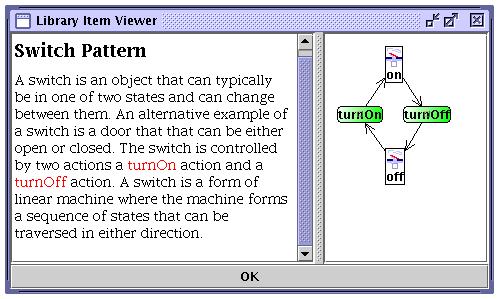 Library Item Viewer
Switch Pattern
A switch is an object that can typically
be in one of two states and can change
between them. An alternative example of
a switch is a door that that can be either
open or closed. The switch is controlled
by two actions a turnOn action and a
turnOff action. A switch is a form of
linear machine where the machine forms
a sequence of states that can be
traversed in either direction.
on
turnOn
turnOff
off
OK